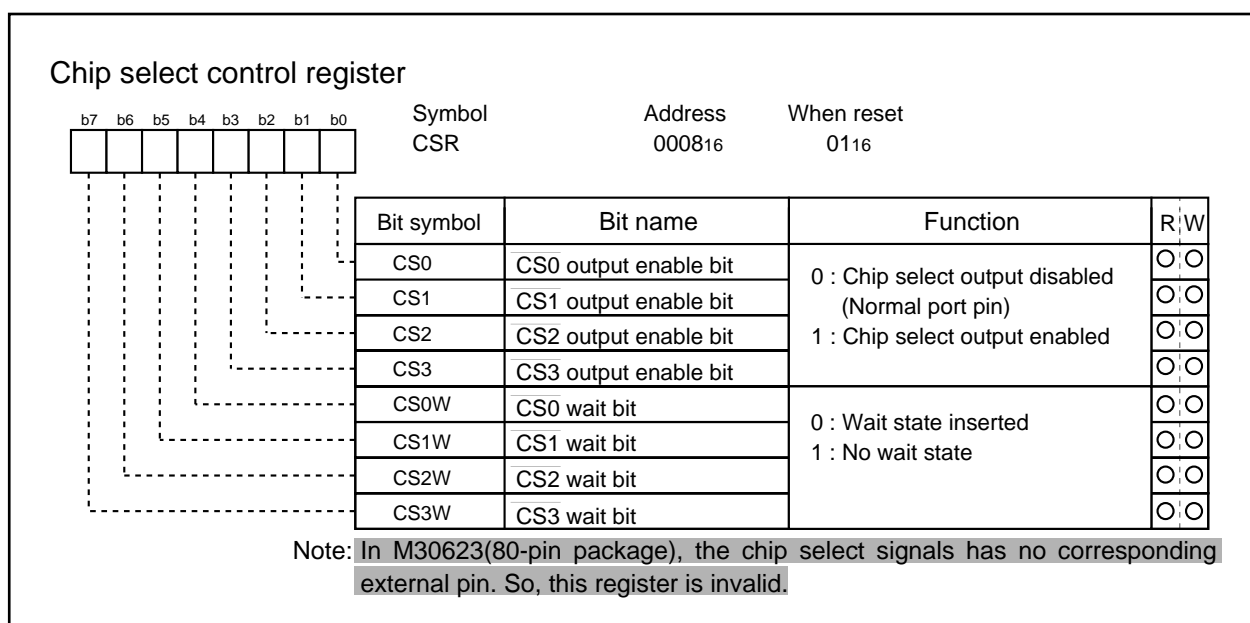 Chip select control register
b7 b6 b5 b4 b3 b2 b1 b0
Symbol Address When reset
CSR 000816 0116
Bit symbol Bit name Function R W
CS0 CS0 output enable bit
CS1 CS1 output enable bit
CS2 CS2 output enable bit
CS3 CS3 output enable bit
0 : Chip select output disabled
(Normal port pin)
1 : Chip select output enabled
CS0W CS0 wait bit
CS1W CS1 wait bit
CS2W CS2 wait bit
CS3W CS3 wait bit
0 : Wait state inserted
1 : No wait state
Note: In M30623(80-pin package), the chip select signals has no corresponding
external pin. So, this register is invalid.